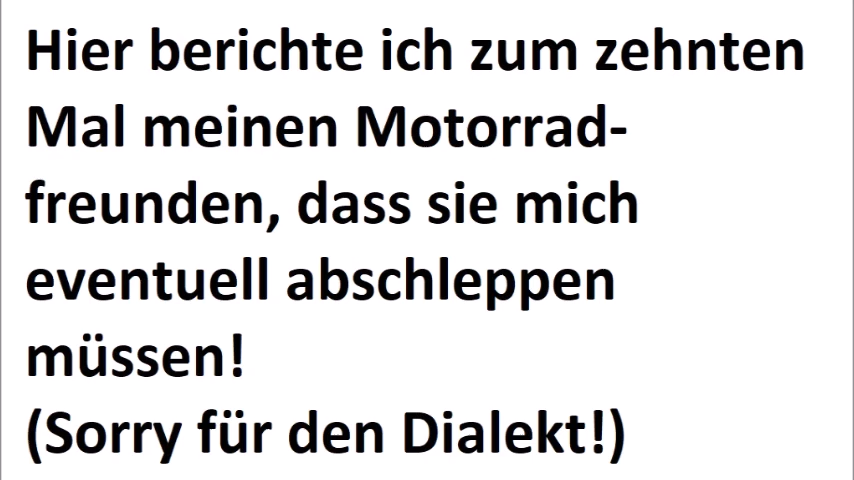 Hier berichte ich zum zehnten
Mal meinen Motorrad-
freunden, dass sie mich
eventuell abschleppen
müssen!
(Sorry für den Dialekt!)